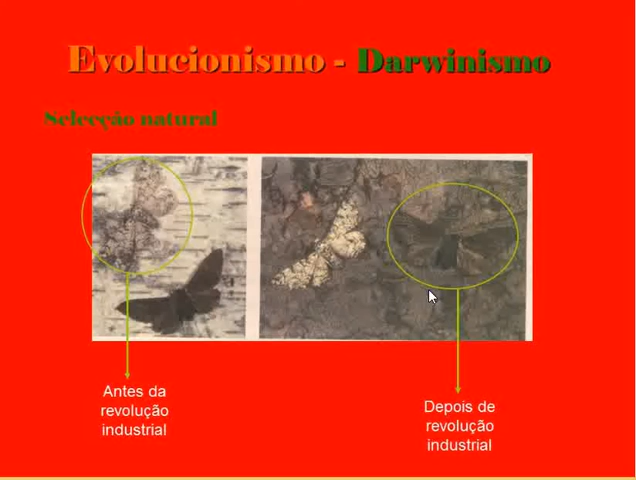 Evolucionismo - Darwinismo
Selecção natural
Antes da
revolução
industrial
Depois de
revolução
industrial